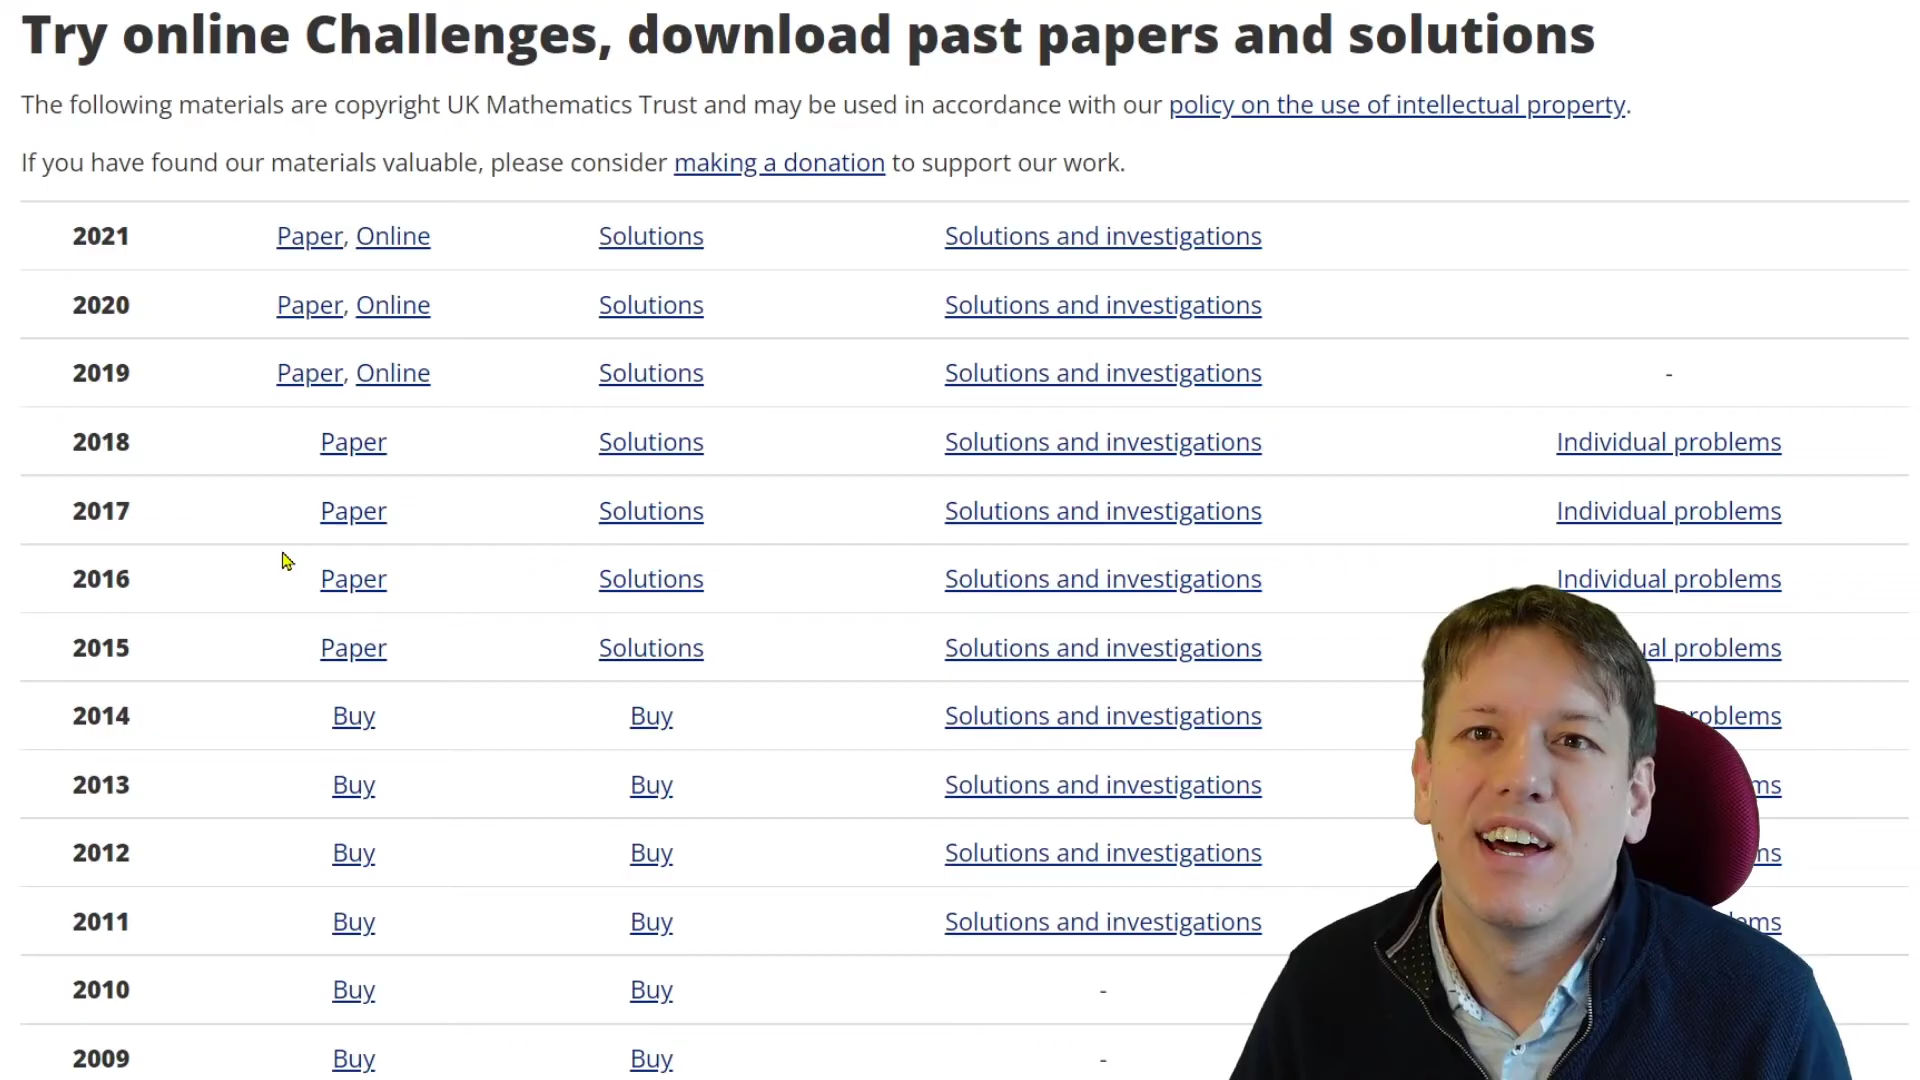 Try online Challenges, download past papers and solutions
The following materials are copyright UK Mathematics Trust and may be used in accordance with our policy on the use of intellectual property.
If you have found our materials valuable, please consider making a donation to support our work.
2021 Paper, Online Solutions Solutions and investigations
2020 Paper, Online Solutions Solutions and investigations
2019 Paper, Online Solutions Solutions and investigations -
2018 Paper Solutions Solutions and investigations Individual problems
2017 Paper Solutions Solutions and investigations Individual problems
2016 Paper Solutions Solutions and investigations Individual problems
2015 Paper Solutions Solutions and investigations problems
2014 Buy Buy Solutions and investigations problems
2013 Buy Buy Solutions and investigations
2012 Buy Buy Solutions and investigations
2011 Buy Buy Solutions and investigations
2010 Buy Buy -
2009 Buy Buy -